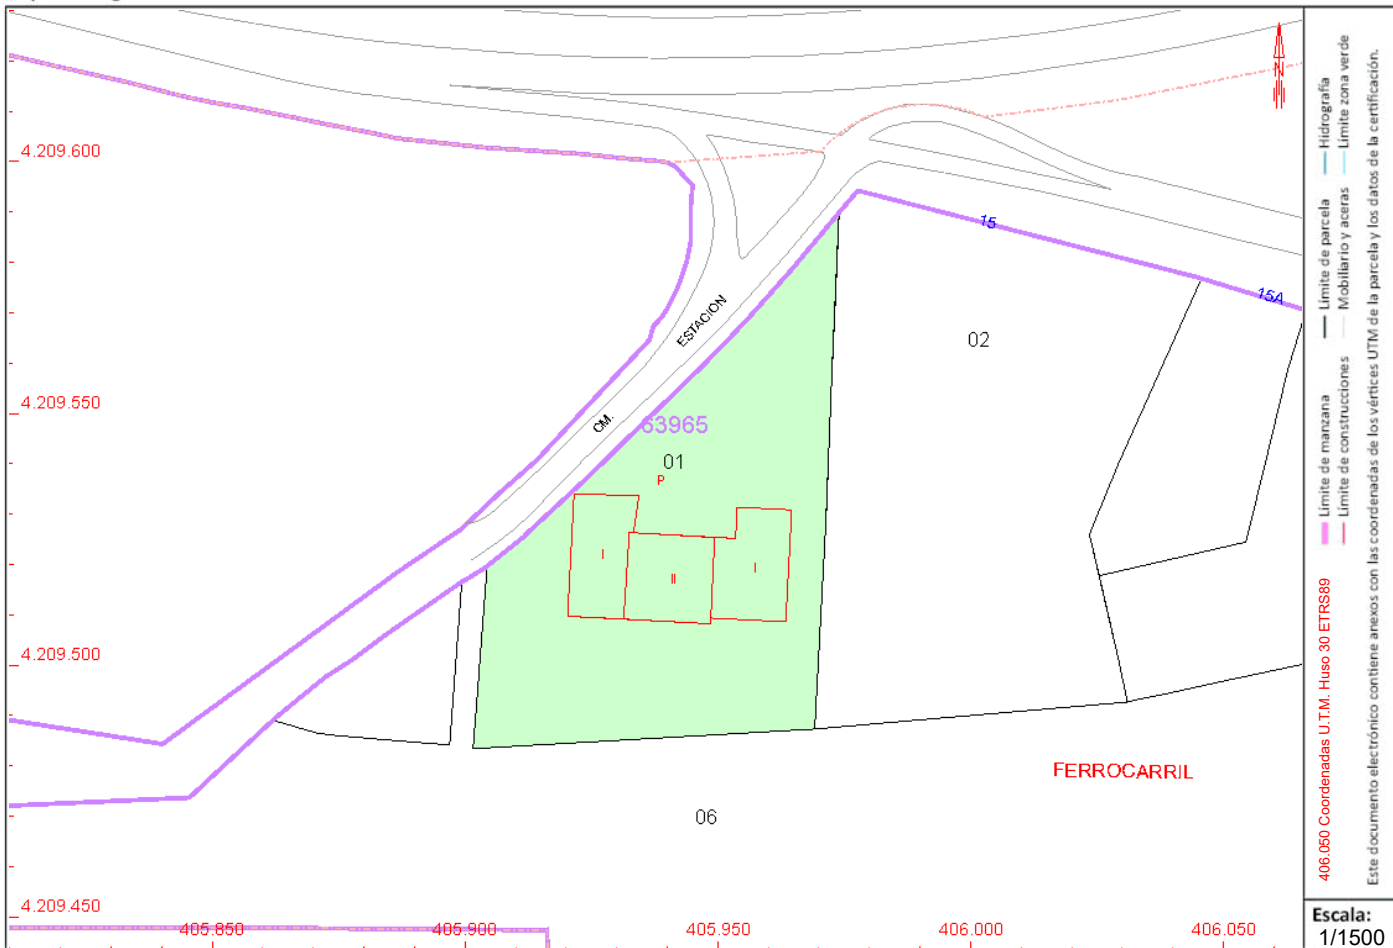 4.209.600
15
15A
ESTACION
02
4.209.550
CM.
63965
01
P
I
II
I
4.209.500
FERROCARRIL
06
4.209.450
405.850
405.900
405.950
406.000
406.050
N
Límite de manzana
Límite de parcela
Hidrografía
Límite de construcciones
Mobiliario y aceras
Límite zona verde
406.050 Coordenadas U.T.M. Huso 30 ETRS89
Este documento electrónico contiene anexos con las coordenadas de los vértices UTM de la parcela y los datos de la certificación.
Escala:
1/1500